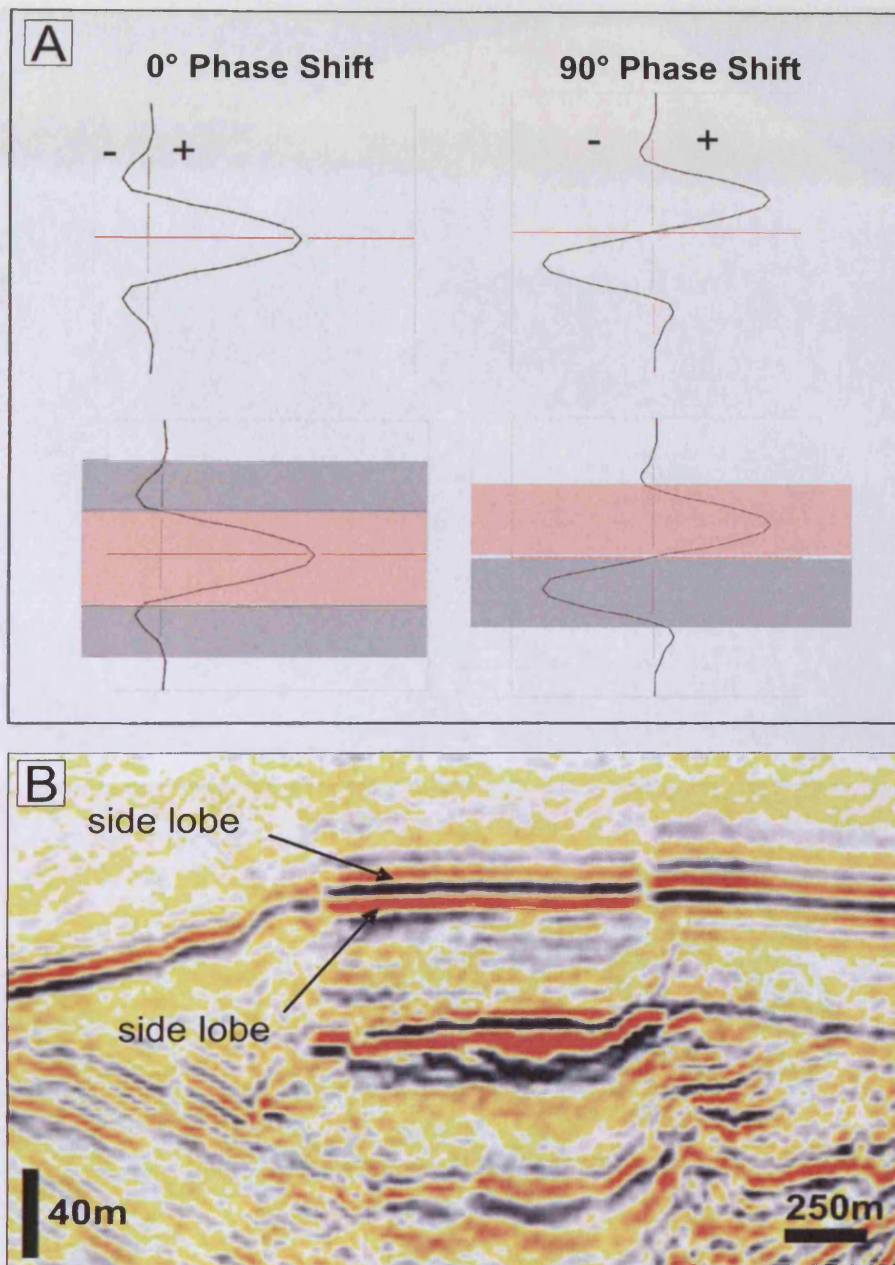 A
0° Phase Shift
90° Phase Shift
- +
- +
B
side lobe
side lobe
40m
250m